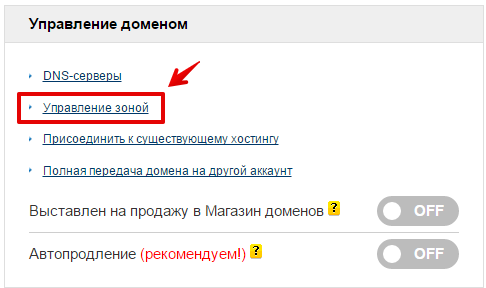 Управление доменом
DNS-серверы
Управление зоной
Присоединить к существующему хостингу
Полная передача домена на другой аккаунт
Выставлен на продажу в Магазин доменов ? OFF
Автопродление (рекомендуем!) ? OFF